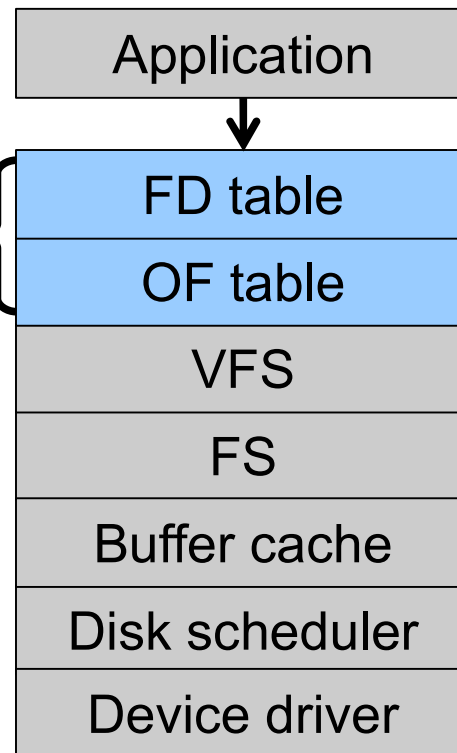 Application
FD table
OF table
VFS
FS
Buffer cache
Disk scheduler
Device driver